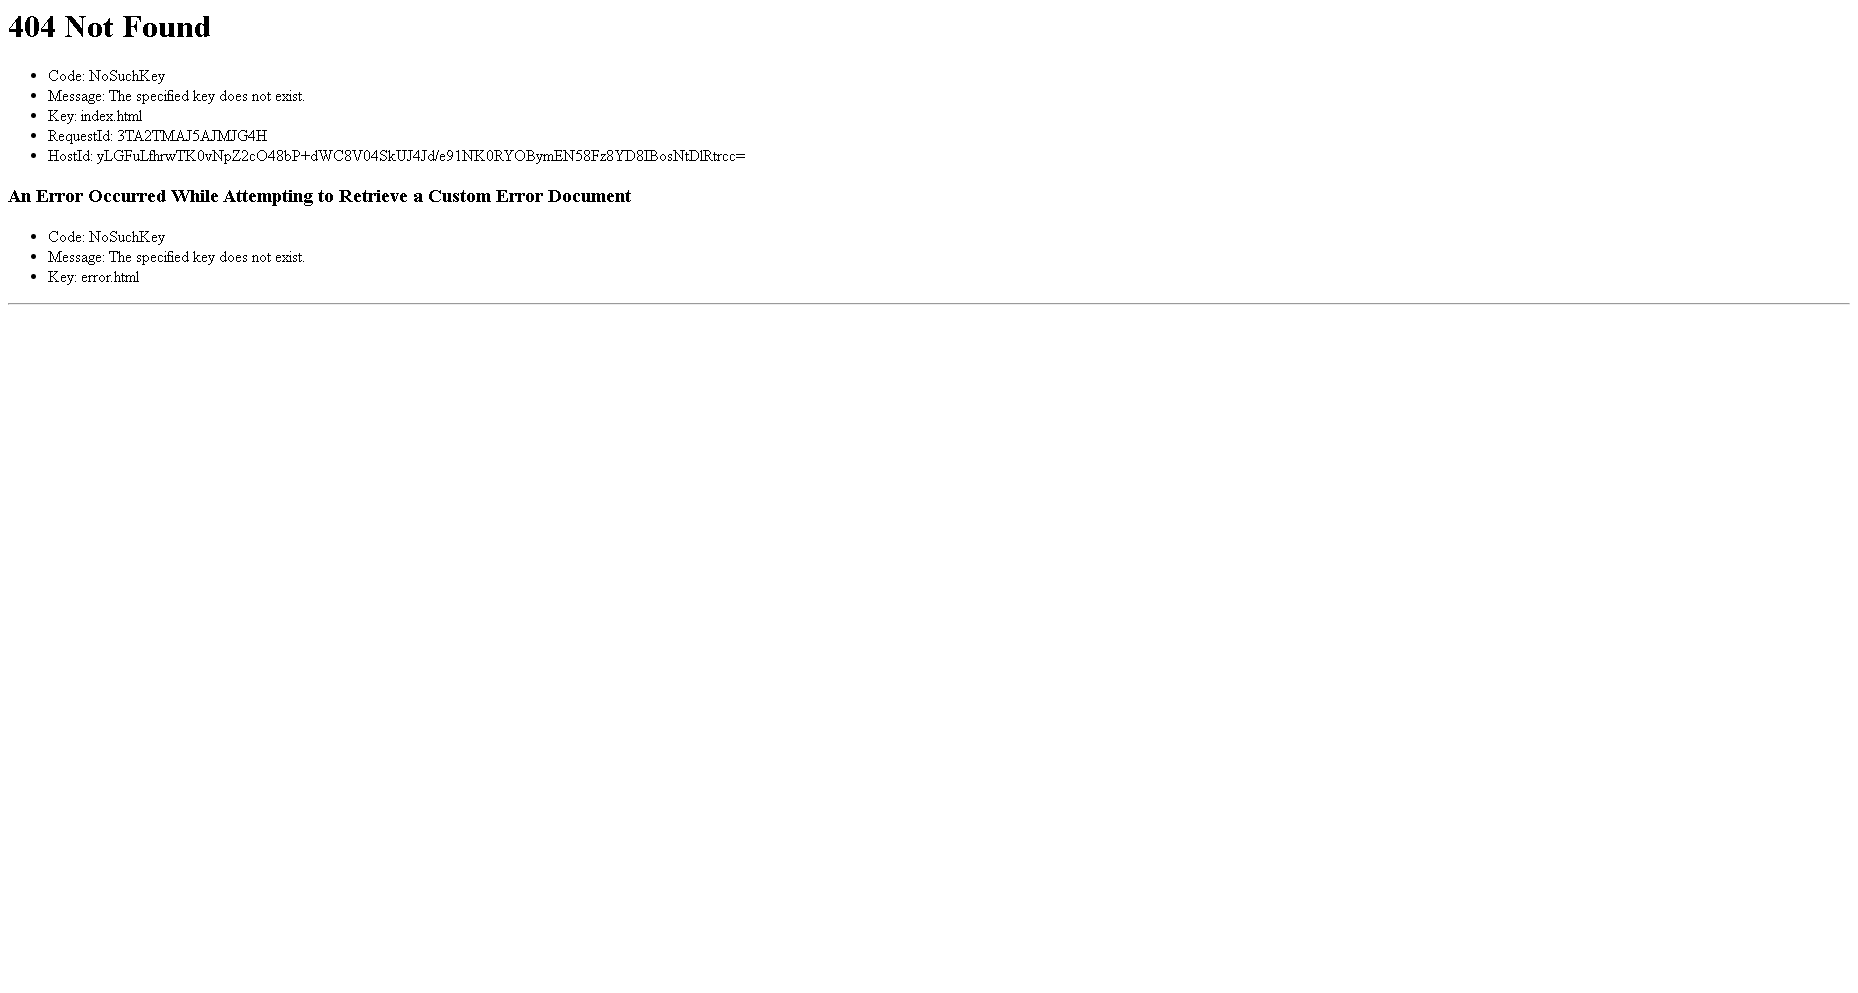 404 Not Found
Code: NoSuchKey
Message: The specified key does not exist.
Key: index.html
RequestId: 3TA2TMAJ5AJMJG4H
HostId: yLGFuLfhrwTK0vNpZ2cO48bP+dWC8V04SkUJ4Jd/e91NK0RYOBymEN58Fz8YD8IBosNtDlRtrcc=
An Error Occurred While Attempting to Retrieve a Custom Error Document
Code: NoSuchKey
Message: The specified key does not exist.
Key: error.html